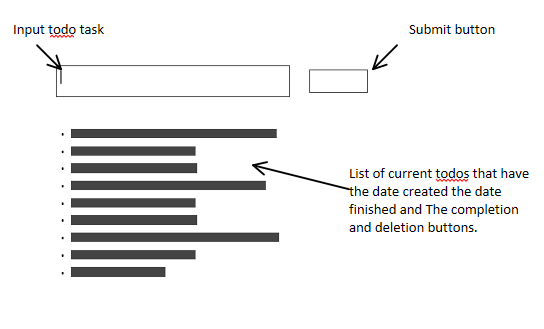 Input todo task
Submit button
List of current todos that have
the date created the date
finished and The completion
and deletion buttons.